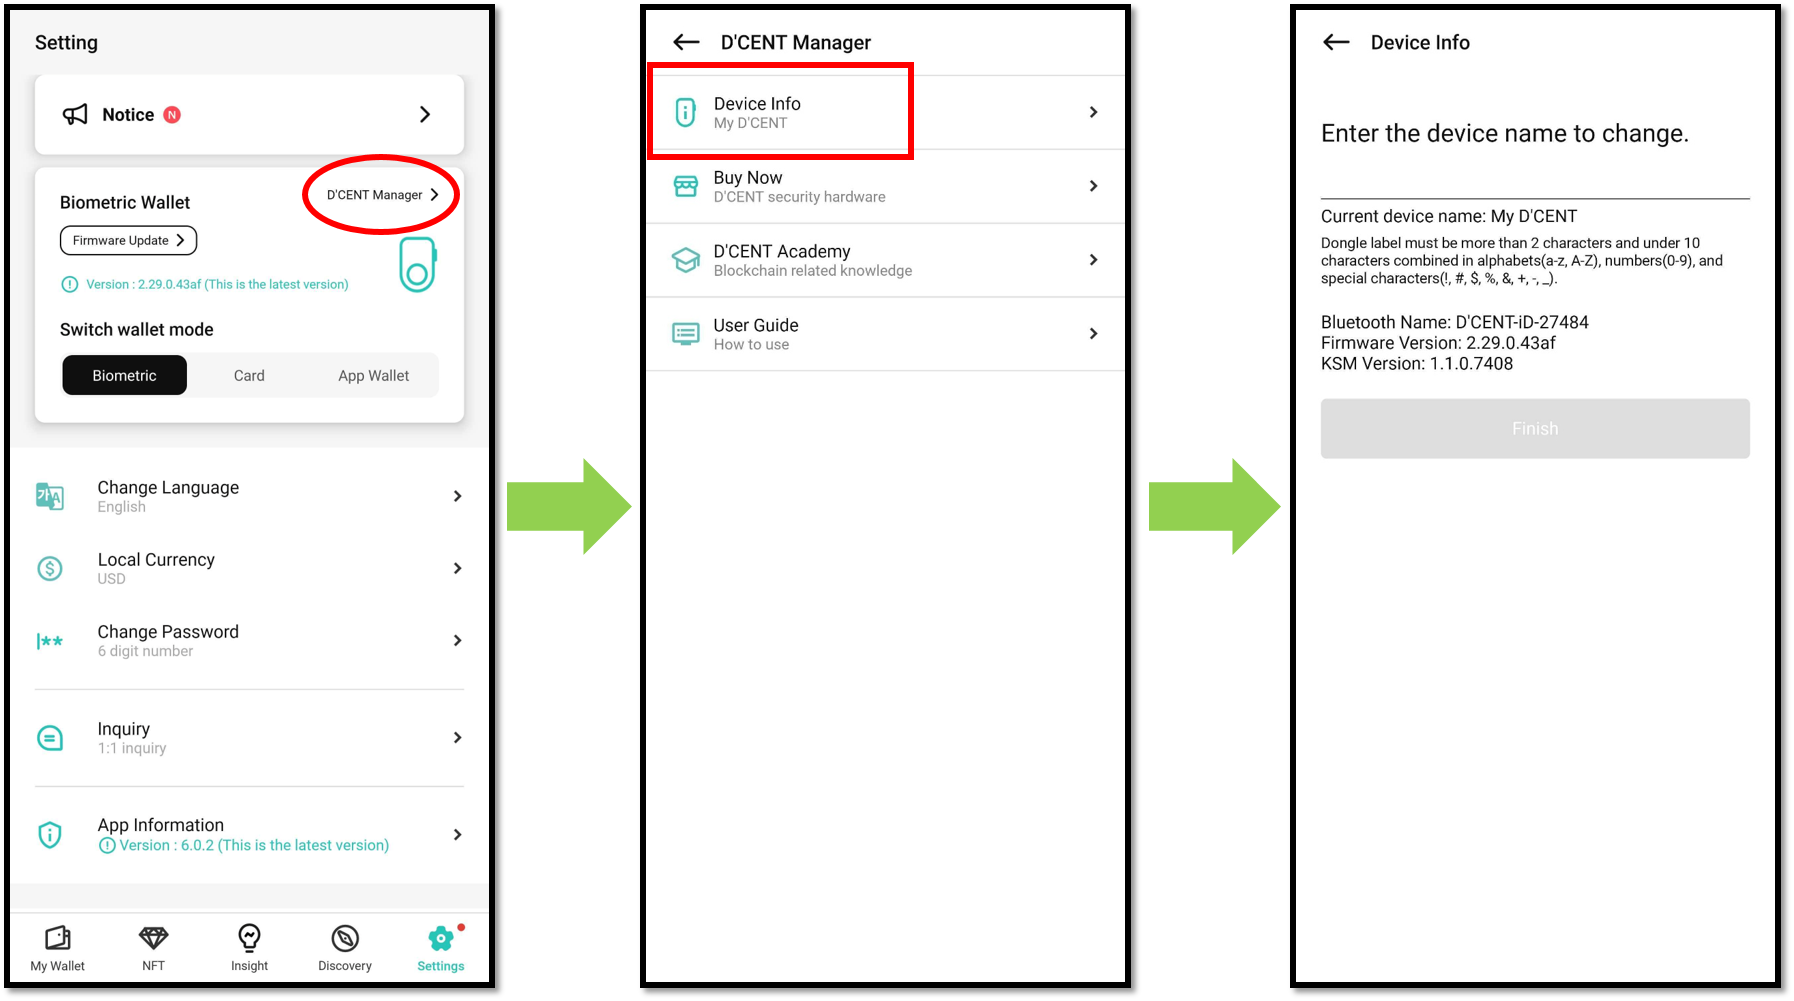 Setting
Notice N
D'CENT Manager
Biometric Wallet
Firmware Update
Version : 2.29.0.43af (This is the latest version)
Switch wallet mode
Biometric Card App Wallet
가A
Change Language
English
$
Local Currency
USD
|**
Change Password
6 digit number
Inquiry
1:1 inquiry
App Information
Version : 6.0.2 (This is the latest version)
My Wallet NFT Insight Discovery Settings
D'CENT Manager
Device Info
My D'CENT
Buy Now
D'CENT security hardware
D'CENT Academy
Blockchain related knowledge
User Guide
How to use
Device Info
Enter the device name to change.
Current device name: My D'CENT
Dongle label must be more than 2 characters and under 10
characters combined in alphabets(a-z, A-Z), numbers(0-9), and
special characters(!, #, $, %, &, +, -, _).
Bluetooth Name: D'CENT-iD-27484
Firmware Version: 2.29.0.43af
KSM Version: 1.1.0.7408
Finish